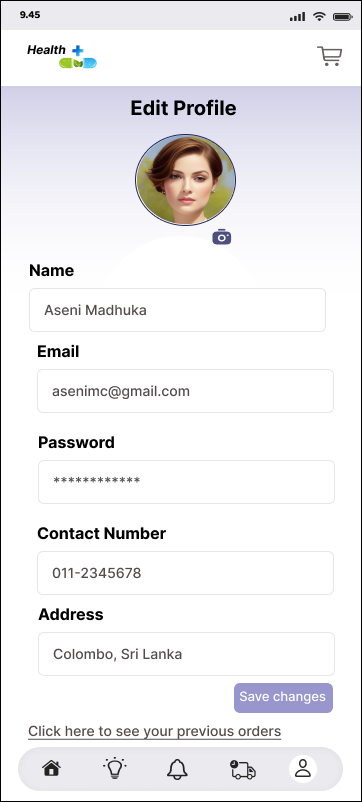 9.45
Health
Edit Profile
Name
Aseni Madhuka
Email
asenimc@gmail.com
Password
************
Contact Number
011-2345678
Address
Colombo, Sri Lanka
Save changes
Click here to see your previous orders